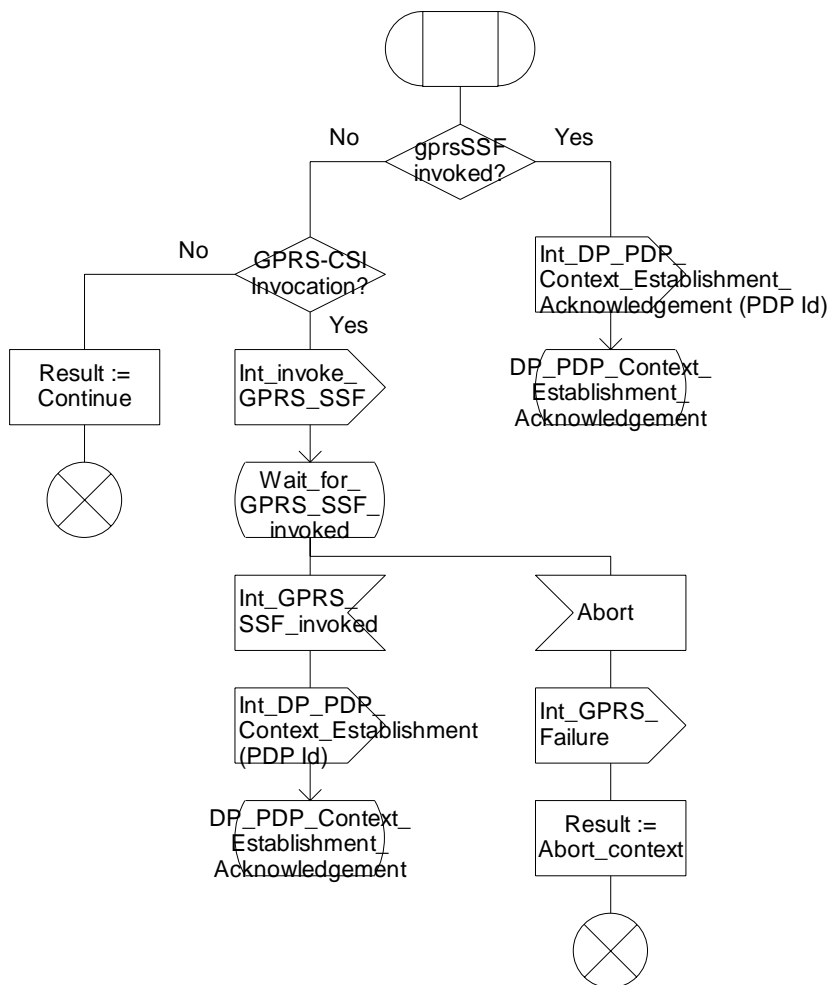 gprsSSF
invoked?
No
Yes
GPRS-CSI
Invocation?
No
Yes
Int_DP_PDP_
Context_Establishment_
Acknowledgement (PDP Id)
Result :=
Continue
Int_invoke_
GPRS_SSF
DP_PDP_Context_
Establishment_
Acknowledgement
Wait_for_
GPRS_SSF_
invoked
Int_GPRS_
SSF_invoked
Abort
Int_DP_PDP_
Context_Establishment
(PDP Id)
Int_GPRS_
Failure
DP_PDP_Context_
Establishment_
Acknowledgement
Result :=
Abort_context